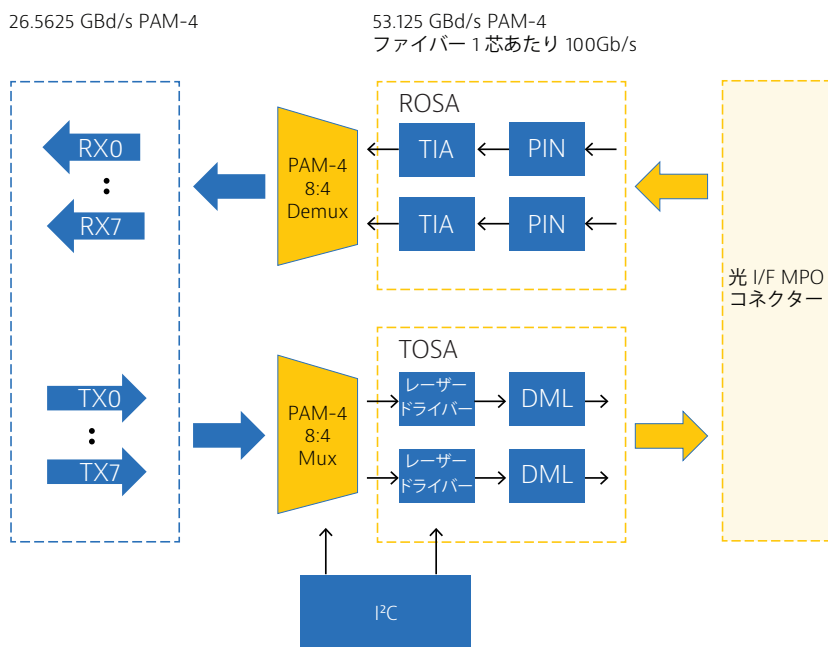 26.5625 GBd/s PAM-4
53.125 GBd/s PAM-4
ファイバー 1 芯あたり 100Gb/s
ROSA
RX0
:
RX7
PAM-4
8:4
Demux
TIA
PIN
TIA
PIN
光 I/F MPO
コネクター
TOSA
TX0
:
TX7
PAM-4
8:4
Mux
レーザー
ドライバー
DML
レーザー
ドライバー
DML
I²C